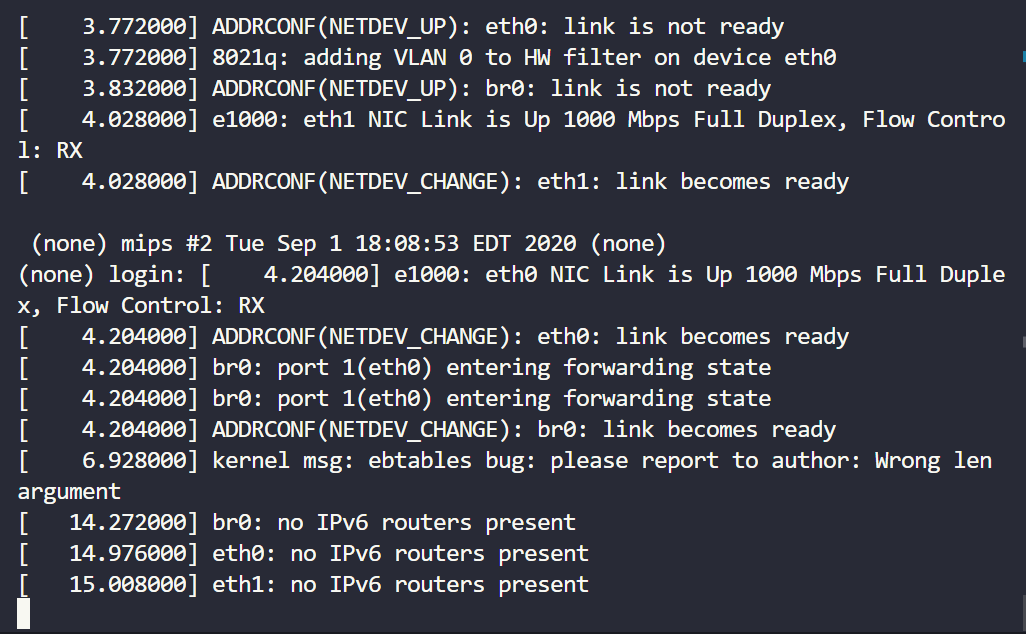 [    3.772000] ADDRCONF(NETDEV_UP): eth0: link is not ready
[    3.772000] 8021q: adding VLAN 0 to HW filter on device eth0
[    3.832000] ADDRCONF(NETDEV_UP): br0: link is not ready
[    4.028000] e1000: eth1 NIC Link is Up 1000 Mbps Full Duplex, Flow Contro
l: RX
[    4.028000] ADDRCONF(NETDEV_CHANGE): eth1: link becomes ready
 (none) mips #2 Tue Sep 1 18:08:53 EDT 2020 (none)
(none) login: [    4.204000] e1000: eth0 NIC Link is Up 1000 Mbps Full Duple
x, Flow Control: RX
[    4.204000] ADDRCONF(NETDEV_CHANGE): eth0: link becomes ready
[    4.204000] br0: port 1(eth0) entering forwarding state
[    4.204000] br0: port 1(eth0) entering forwarding state
[    4.204000] ADDRCONF(NETDEV_CHANGE): br0: link becomes ready
[    6.928000] kernel msg: ebtables bug: please report to author: Wrong len
argument
[   14.272000] br0: no IPv6 routers present
[   14.976000] eth0: no IPv6 routers present
[   15.008000] eth1: no IPv6 routers present